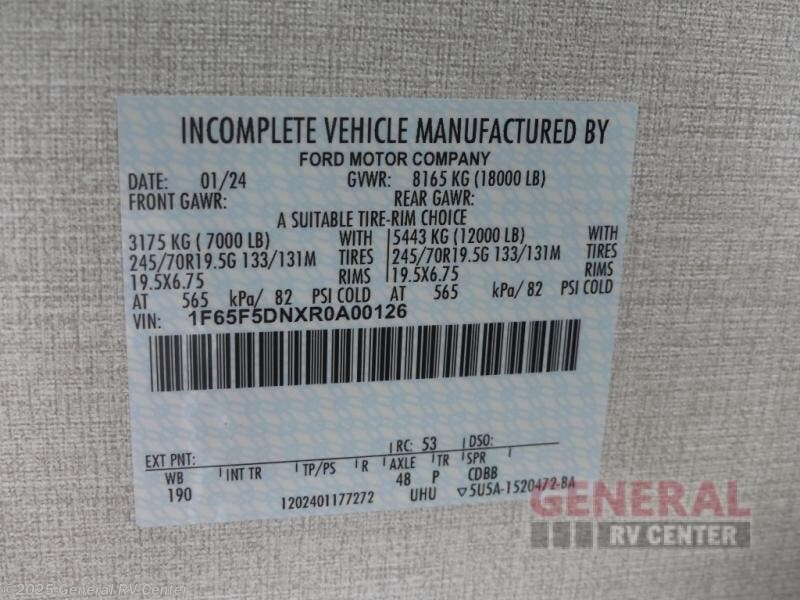 INCOMPLETE VEHICLE MANUFACTURED BY
FORD MOTOR COMPANY
DATE: 01/24 GVWR: 8165 KG (18000 LB)
FRONT GAWR: REAR GAWR:
A SUITABLE TIRE-RIM CHOICE
3175 KG ( 7000 LB) WITH 5443 KG (12000 LB) WITH
245/70R19.5G 133/131M TIRES 245/70R19.5G 133/131M TIRES
19.5X6.75 RIMS 19.5X6.75 RIMS
AT 565 kPa/ 82 PSI COLD AT 565 kPa/ 82 PSI COLD
VIN: 1F65F5DNXR0A00126
EXT PNT: RC: 53 DSO:
WB INT TR TP/PS R AXLE TR SPR
190 48 P CDBB
1202401177272 UHU 5U5A-1520472-BA
GENERAL
RV CENTER
©2025 General RV Center